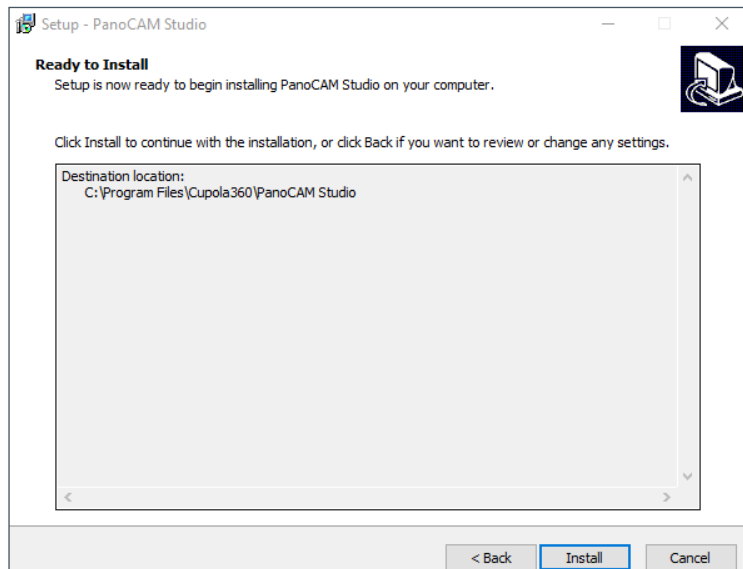 Setup - PanoCAM Studio
Ready to Install
Setup is now ready to begin installing PanoCAM Studio on your computer.
Click Install to continue with the installation, or click Back if you want to review or change any settings.
Destination location:
C:\Program Files\Cupola360\PanoCAM Studio
< Back
Install
Cancel